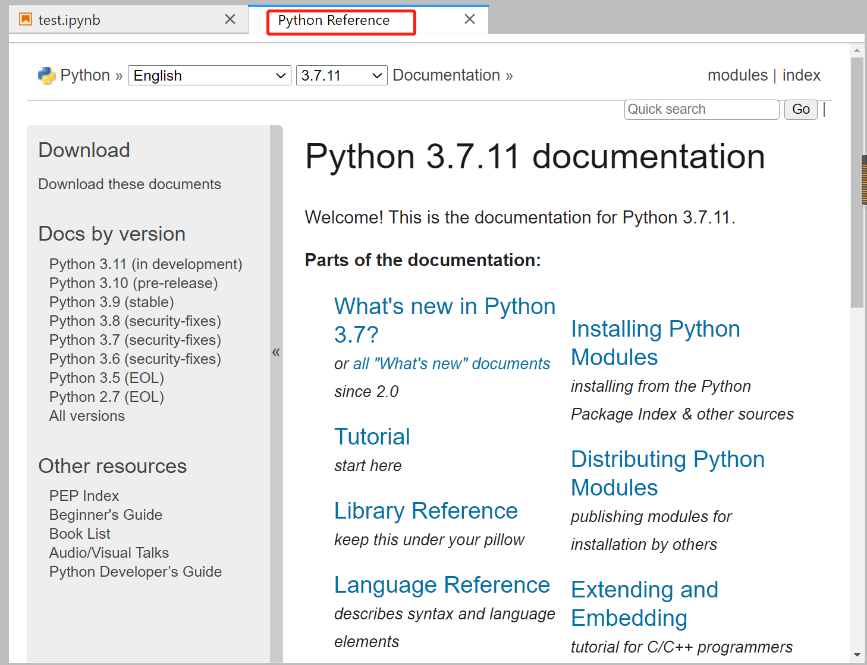 test.ipynb
Python Reference
Python »
English
3.7.11
Documentation »
modules | index
Quick search
Go
|
Download
Download these documents
Docs by version
Python 3.11 (in development)
Python 3.10 (pre-release)
Python 3.9 (stable)
Python 3.8 (security-fixes)
Python 3.7 (security-fixes)
Python 3.6 (security-fixes)
Python 3.5 (EOL)
Python 2.7 (EOL)
All versions
Other resources
PEP Index
Beginner's Guide
Book List
Audio/Visual Talks
Python Developer’s Guide
«
Python 3.7.11 documentation
Welcome! This is the documentation for Python 3.7.11.
Parts of the documentation:
What's new in Python
3.7?
or all "What's new" documents
since 2.0
Tutorial
start here
Library Reference
keep this under your pillow
Language Reference
describes syntax and language
elements
Installing Python
Modules
installing from the Python
Package Index & other sources
Distributing Python
Modules
publishing modules for
installation by others
Extending and
Embedding
tutorial for C/C++ programmers